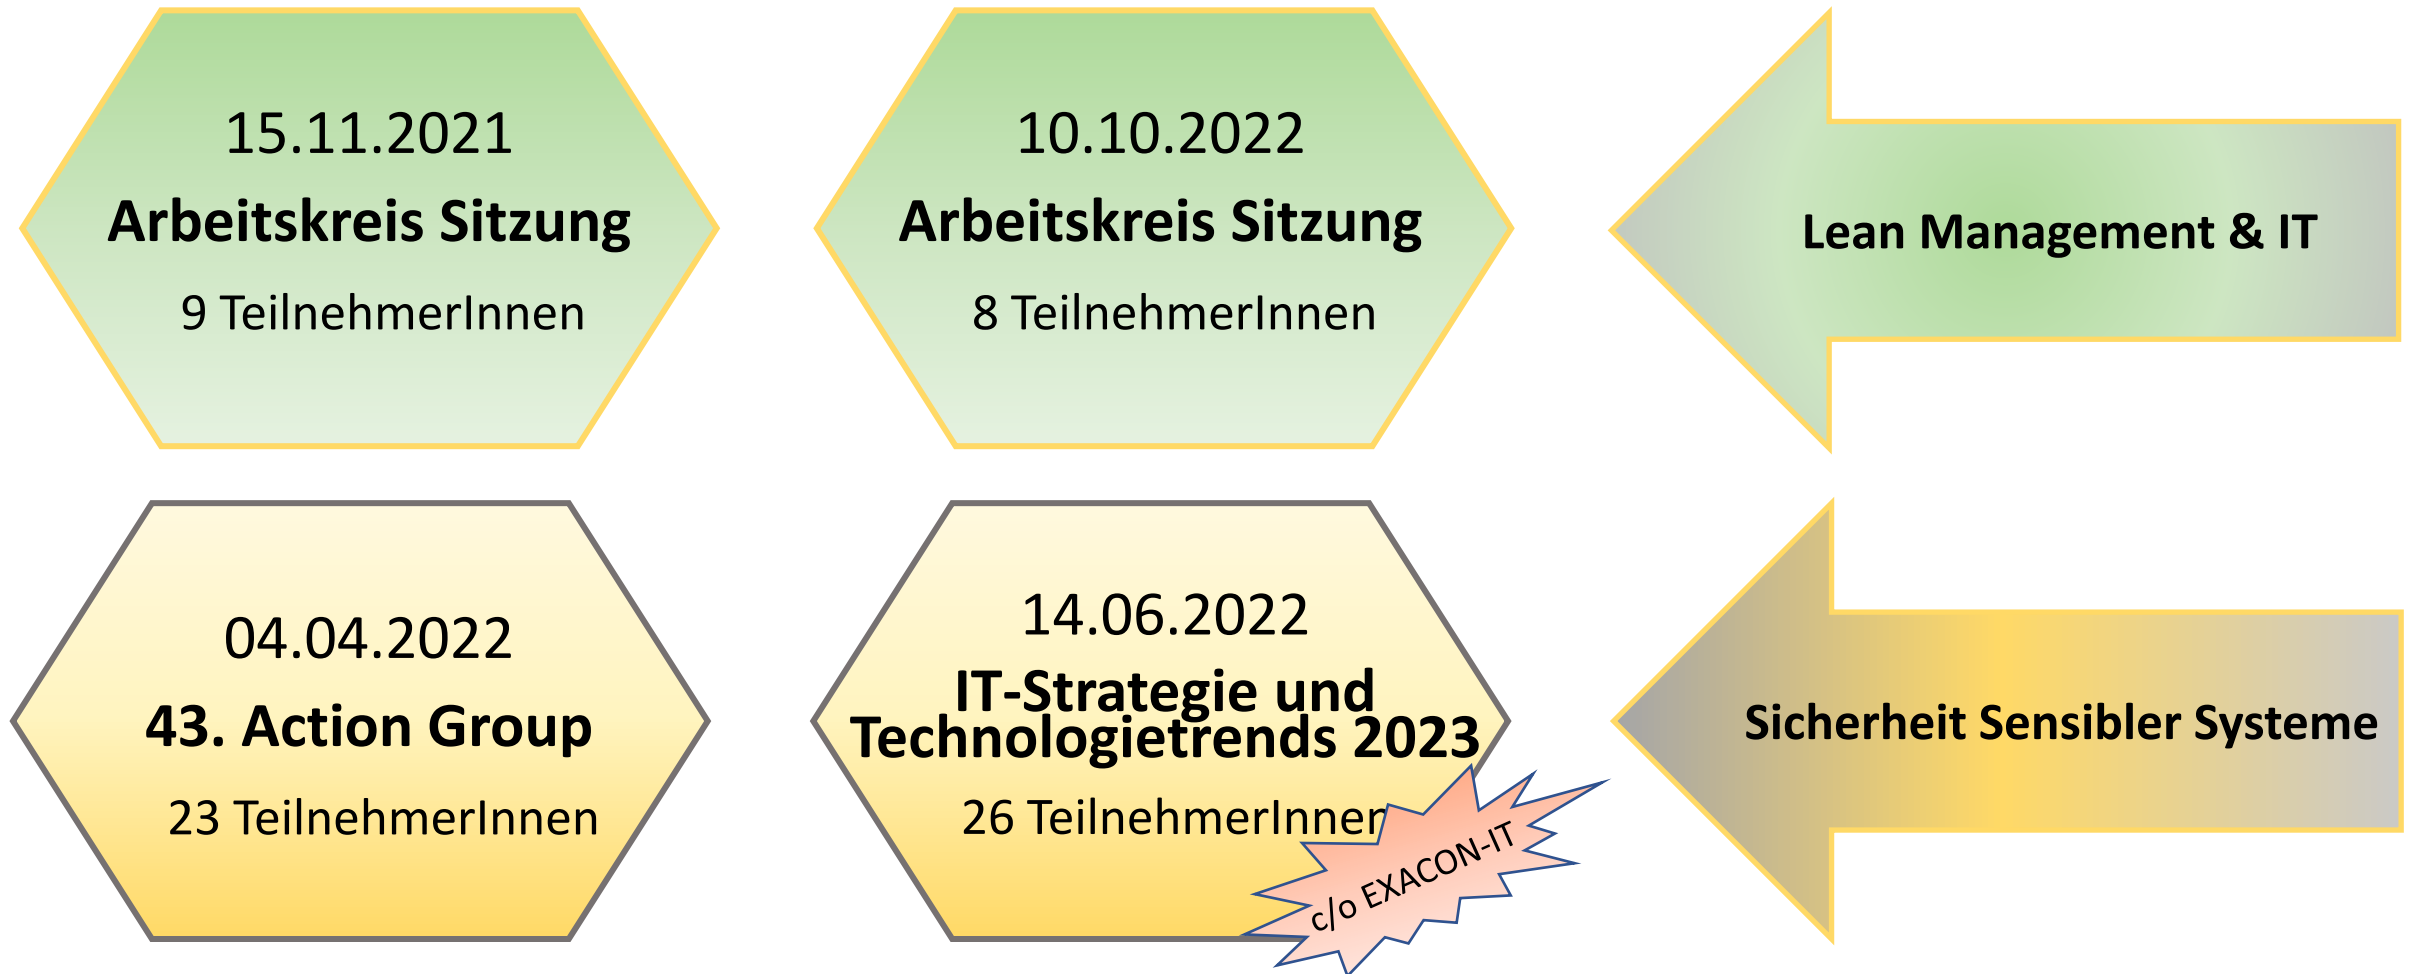 15.11.2021
Arbeitskreis Sitzung
9 TeilnehmerInnen
10.10.2022
Arbeitskreis Sitzung
8 TeilnehmerInnen
Lean Management & IT
04.04.2022
43. Action Group
23 TeilnehmerInnen
14.06.2022
IT-Strategie und
Technologietrends 2023
26 TeilnehmerInnen
c/o EXACON-IT
Sicherheit Sensibler Systeme